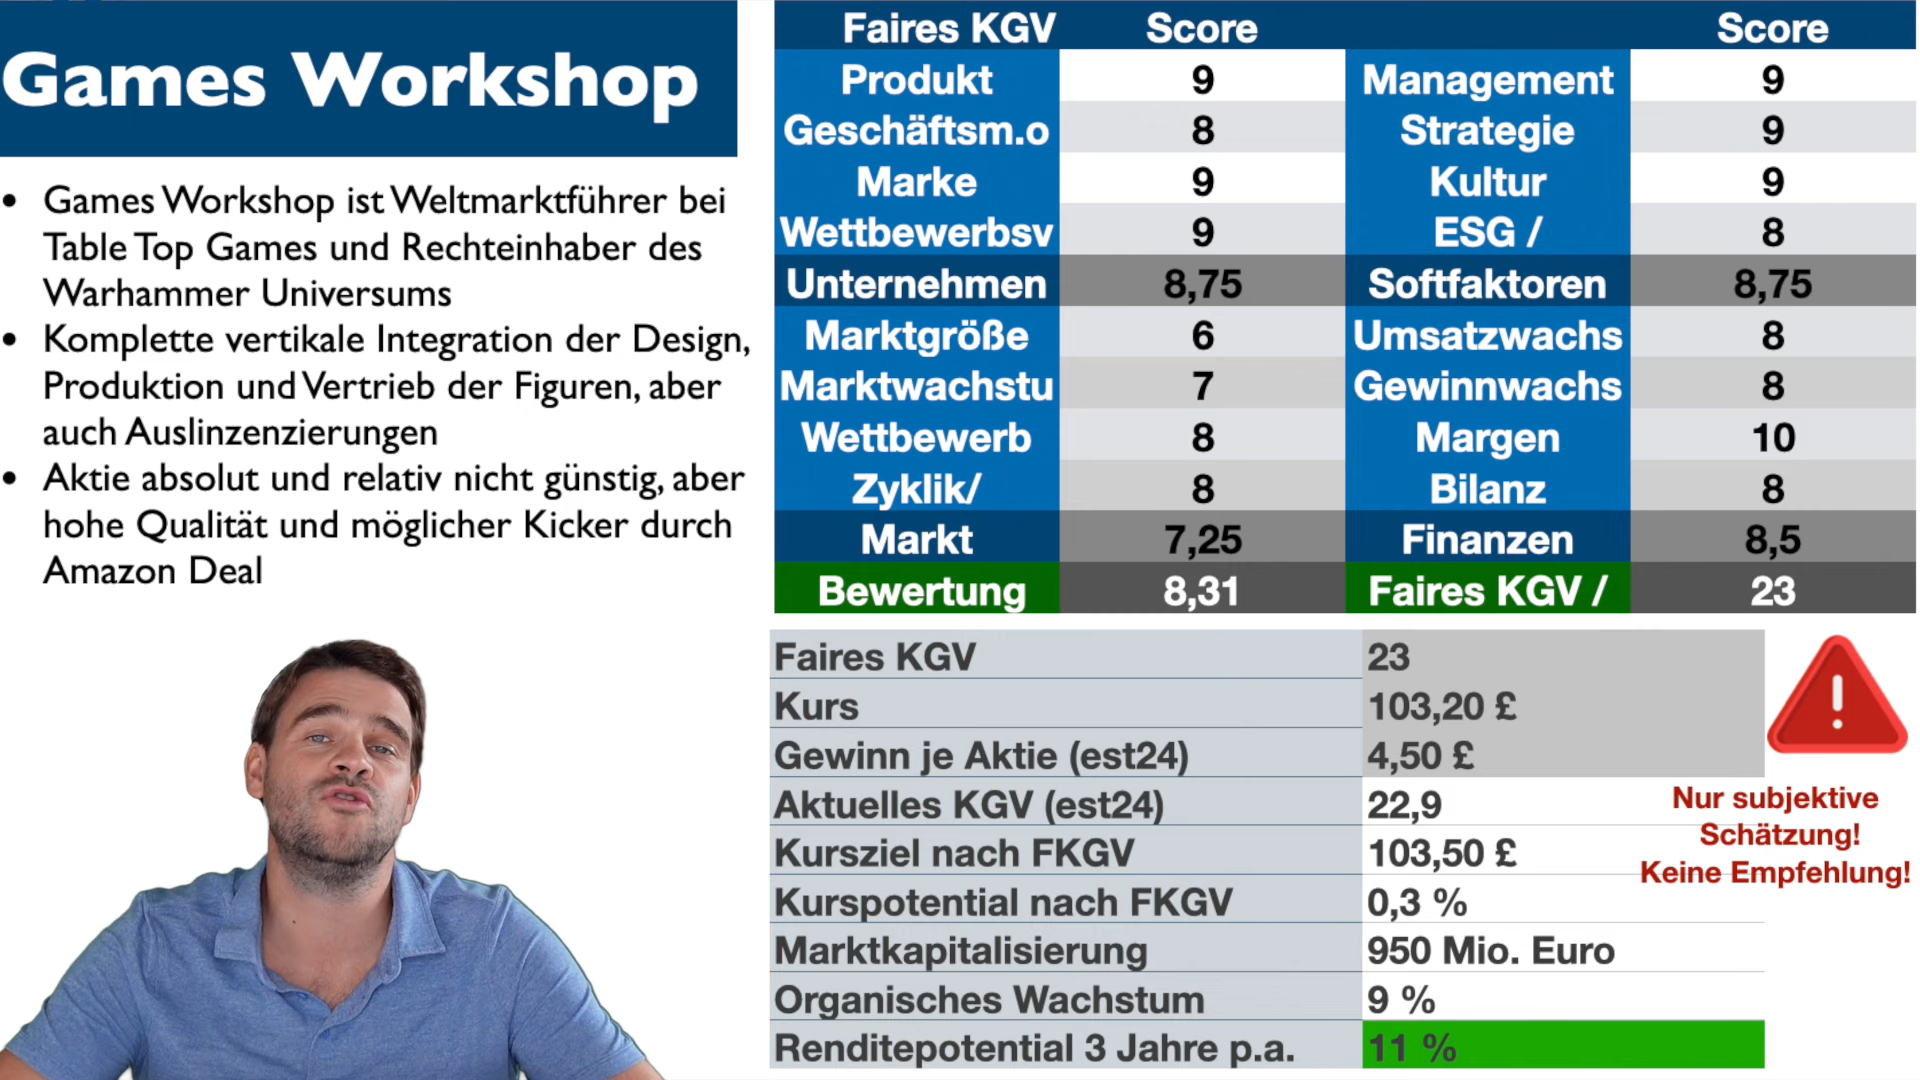 Games Workshop
• Games Workshop ist Weltmarktführer bei
Table Top Games und Rechteinhaber des
Warhammer Universums
• Komplette vertikale Integration der Design,
Produktion und Vertrieb der Figuren, aber
auch Auslinzenzierungen
• Aktie absolut und relativ nicht günstig, aber
hohe Qualität und möglicher Kicker durch
Amazon Deal
Faires KGV Score Score
Produkt 9 Management 9
Geschäftsm.o 8 Strategie 9
Marke 9 Kultur 9
Wettbewerbsv 9 ESG / 8
Unternehmen 8,75 Softfaktoren 8,75
Marktgröße 6 Umsatzwachs 8
Marktwachstu 7 Gewinnwachs 8
Wettbewerb 8 Margen 10
Zyklik/ 8 Bilanz 8
Markt 7,25 Finanzen 8,5
Bewertung 8,31 Faires KGV / 23
Faires KGV 23
Kurs 103,20 £
Gewinn je Aktie (est24) 4,50 £
Aktuelles KGV (est24) 22,9
Kursziel nach FKGV 103,50 £
Kurspotential nach FKGV 0,3 %
Marktkapitalisierung 950 Mio. Euro
Organisches Wachstum 9 %
Renditepotential 3 Jahre p.a. 11 %
!
Nur subjektive
Schätzung!
Keine Empfehlung!